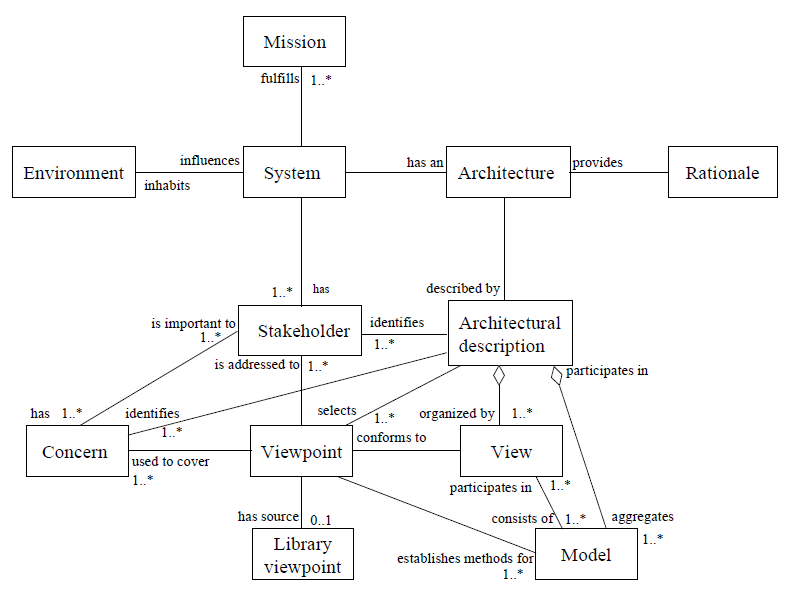 Mission
fulfills
1..*
Environment
influences
inhabits
System
has an
Architecture
provides
Rationale
1..*
has
described by
is important to
1..*
Stakeholder
identifies
1..*
Architectural
description
is addressed to
1..*
participates in
has
1..*
identifies
1..*
selects
1..*
organized by
1..*
Concern
used to cover
1..*
Viewpoint
conforms to
View
participates in
1..*
has source
0..1
consists of
1..*
aggregates
1..*
Library
viewpoint
establishes methods for
1..*
Model